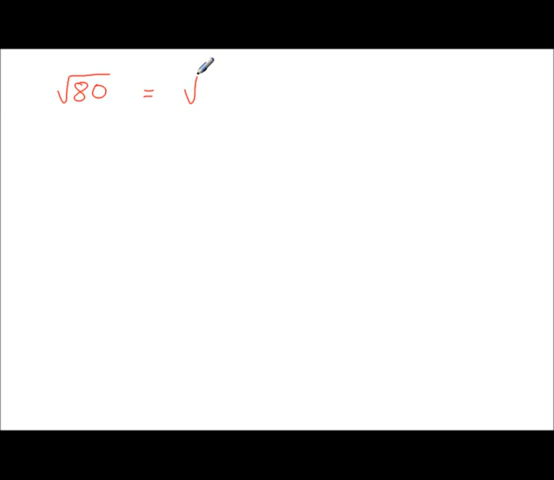 √80 = √